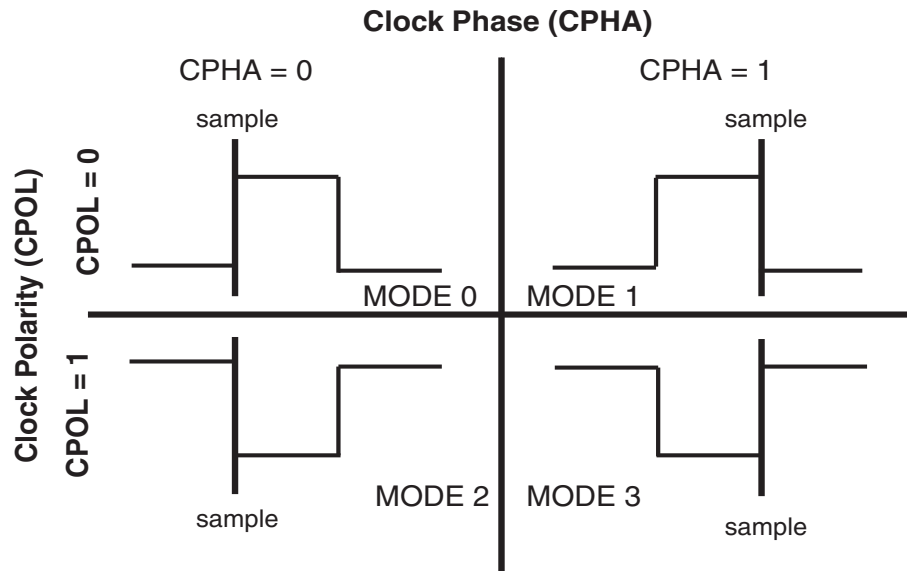 Clock Phase (CPHA)
CPHA = 0
CPHA = 1
sample
sample
Clock Polarity (CPOL)
CPOL = 0
MODE 0
MODE 1
CPOL = 1
MODE 2
MODE 3
sample
sample